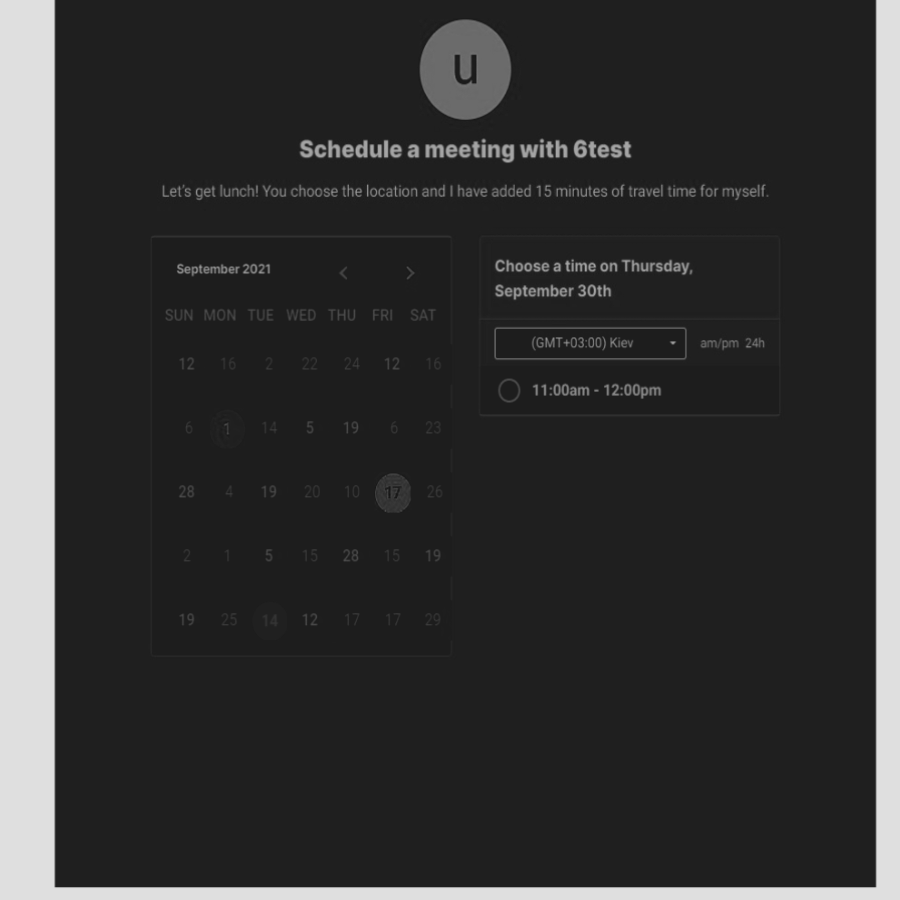 u
Schedule a meeting with 6test
Let's get lunch! You choose the location and I have added 15 minutes of travel time for myself.
September 2021
SUN MON TUE WED THU FRI SAT
12 16 2 22 24 12 16
6 1 14 5 19 6 23
28 4 19 20 10 17 26
2 1 5 15 28 15 19
19 25 14 12 17 17 29
Choose a time on Thursday,
September 30th
(GMT+03:00) Kiev am/pm 24h
11:00am - 12:00pm